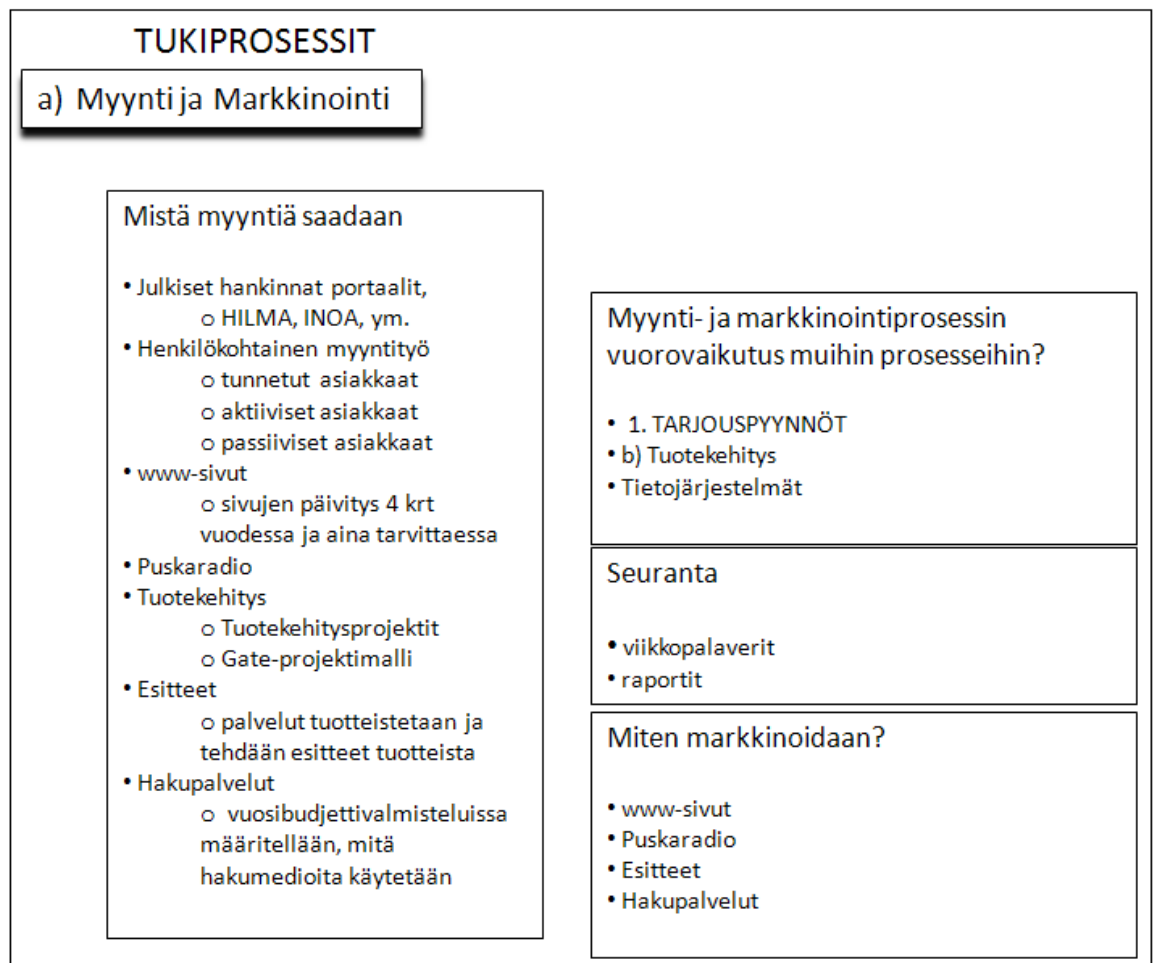 TUKIPROSESSIT
a) Myynti ja Markkinointi
Mistä myyntiä saadaan
• Julkiset hankinnat portaalit,
o HILMA, INOA, ym.
• Henkilökohtainen myyntityö
o tunnetut asiakkaat
o aktiiviset asiakkaat
o passiiviset asiakkaat
• www-sivut
o sivujen päivitys 4 krt
vuodessa ja aina tarvittaessa
• Puskaradio
• Tuotekehitys
o Tuotekehitysprojektit
o Gate-projektimalli
• Esitteet
o palvelut tuotteistetaan ja
tehdään esitteet tuotteista
• Hakupalvelut
o vuosibudjettivalmisteluissa
määritellään, mitä
hakumedioita käytetään
Myynti- ja markkinointiprosessin
vuorovaikutus muihin prosesseihin?
• 1. TARJOUSPYYNNÖT
• b) Tuotekehitys
• Tietojärjestelmät
Seuranta
• viikkopalaverit
• raportit
Miten markkinoidaan?
• www-sivut
• Puskaradio
• Esitteet
• Hakupalvelut